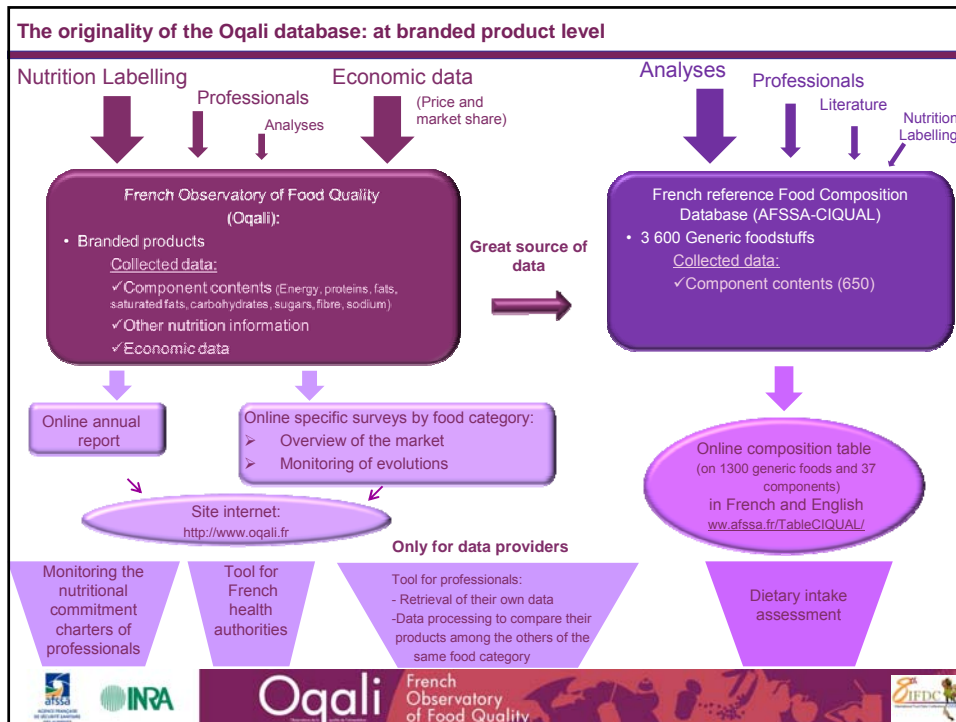 The originality of the Oqali database: at branded product level
Nutrition Labelling
Professionals
Analyses
Economic data
(Price and
market share)
French Observatory of Food Quality
(Oqali):
• Branded products
Collected data:
✓Component contents (Energy, proteins, fats,
saturated fats, carbohydrates, sugars, fibre, sodium)
✓Other nutrition information
✓Economic data
Great source of
data
Analyses
Professionals
Literature
Nutrition
Labelling
French reference Food Composition
Database (AFSSA-CIQUAL)
• 3 600 Generic foodstuffs
Collected data:
✓Component contents (650)
Online annual
report
Online specific surveys by food category:
➢ Overview of the market
➢ Monitoring of evolutions
Site internet:
http://www.oqali.fr
Online composition table
(on 1300 generic foods and 37
components)
in French and English
ww.afssa.fr/TableCIQUAL/
Monitoring the
nutritional
commitment
charters of
professionals
Tool for
French
health
authorities
Only for data providers
Tool for professionals:
- Retrieval of their own data
-Data processing to compare their
products among the others of the
same food category
Dietary intake
assessment
afssa
AGENCE FRANÇAISE
DE SÉCURITÉ SANITAIRE
INRA
Oqali
French
Observatory
of Food Quality
8 IFDC